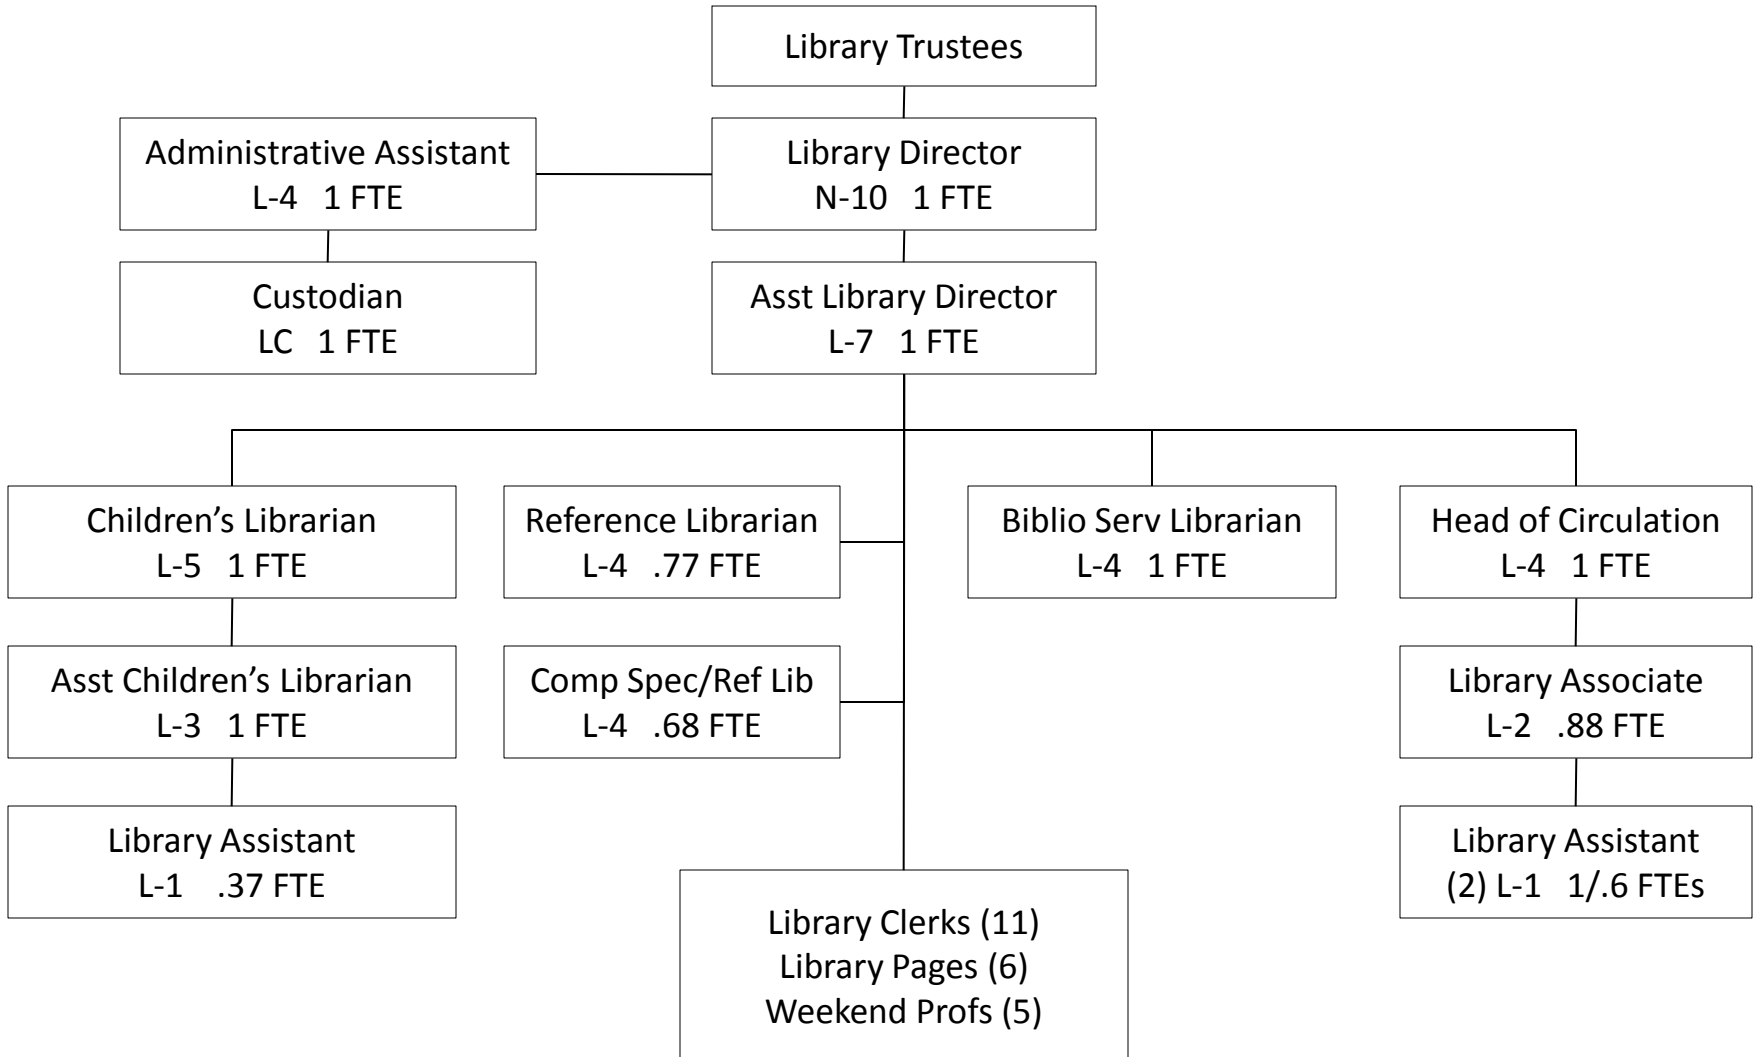 Library Trustees
Administrative Assistant
L-4 1 FTE
Library Director
N-10 1 FTE
Custodian
LC 1 FTE
Asst Library Director
L-7 1 FTE
Children’s Librarian
L-5 1 FTE
Reference Librarian
L-4 .77 FTE
Biblio Serv Librarian
L-4 1 FTE
Head of Circulation
L-4 1 FTE
Asst Children’s Librarian
L-3 1 FTE
Comp Spec/Ref Lib
L-4 .68 FTE
Library Associate
L-2 .88 FTE
Library Assistant
L-1 .37 FTE
Library Assistant
(2) L-1 1/.6 FTEs
Library Clerks (11)
Library Pages (6)
Weekend Profs (5)